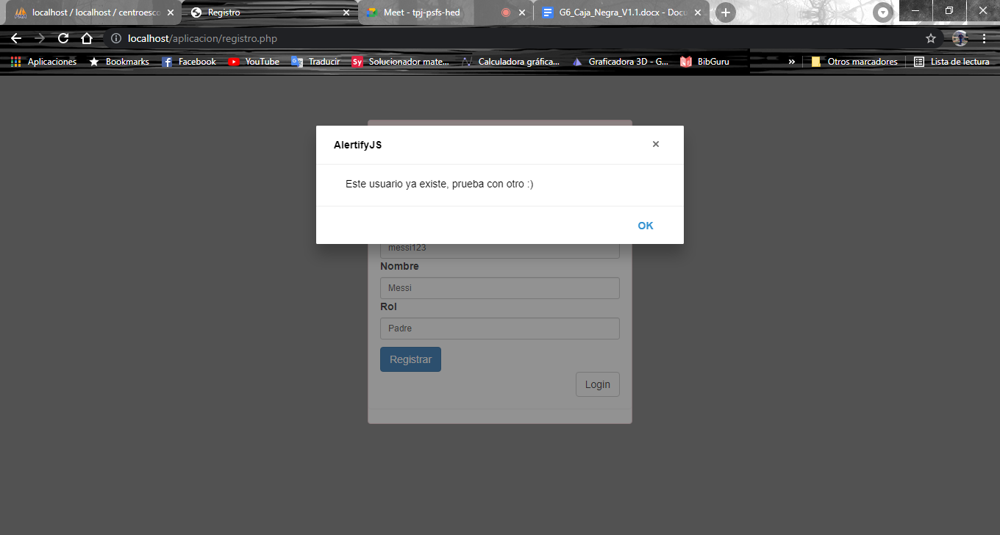 localhost / localhost / centroesco
Registro
Meet - tpj-psfs-hed
G6_Caja_Negra_V1.1.docx - Docu
localhost/aplicacion/registro.php
Aplicaciones
Bookmarks
Facebook
YouTube
Traducir
Sy
Solucionador mate...
Calculadora gráfica...
Graficadora 3D - G...
BibGuru
»
Otros marcadores
Lista de lectura
AlertifyJS
Este usuario ya existe, prueba con otro :)
OK
messi123
Nombre
Messi
Rol
Padre
Registrar
Login